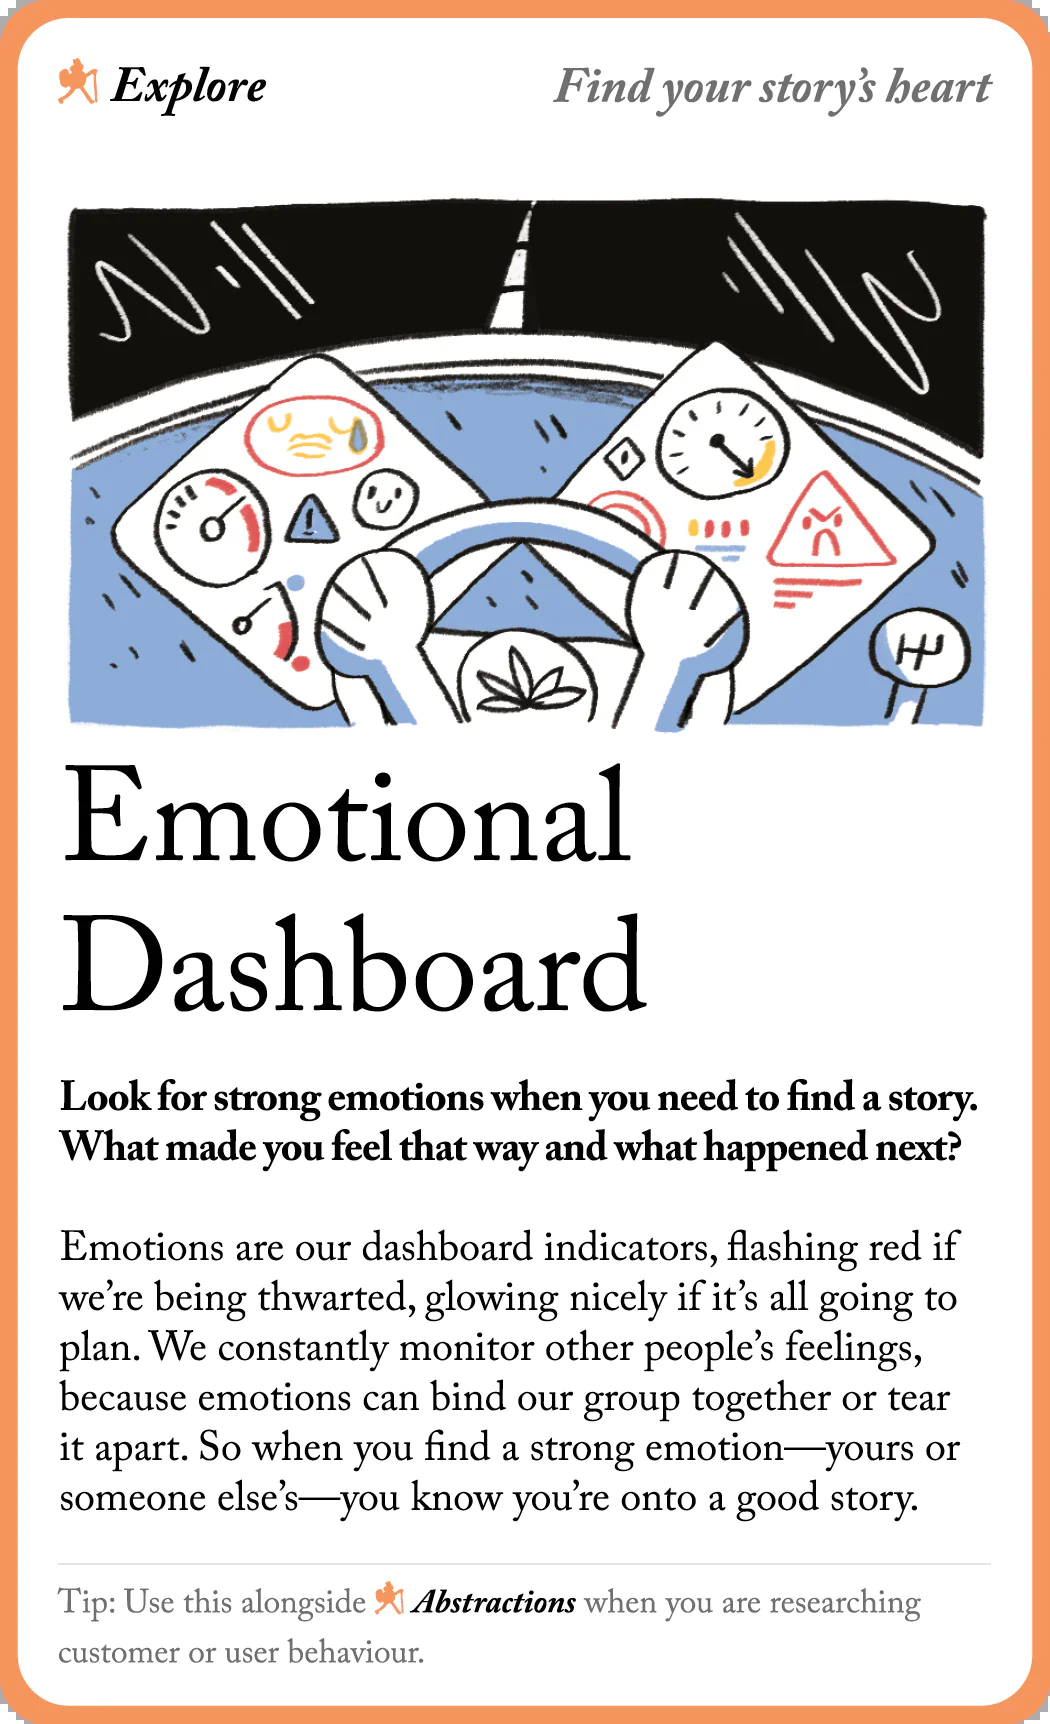 Explore
Find your story’s heart
Emotional
Dashboard
Look for strong emotions when you need to find a story.
What made you feel that way and what happened next?
Emotions are our dashboard indicators, flashing red if
we’re being thwarted, glowing nicely if it’s all going to
plan. We constantly monitor other people’s feelings,
because emotions can bind our group together or tear
it apart. So when you find a strong emotion—yours or
someone else’s—you know you’re onto a good story.
Tip: Use this alongside Abstractions when you are researching
customer or user behaviour.